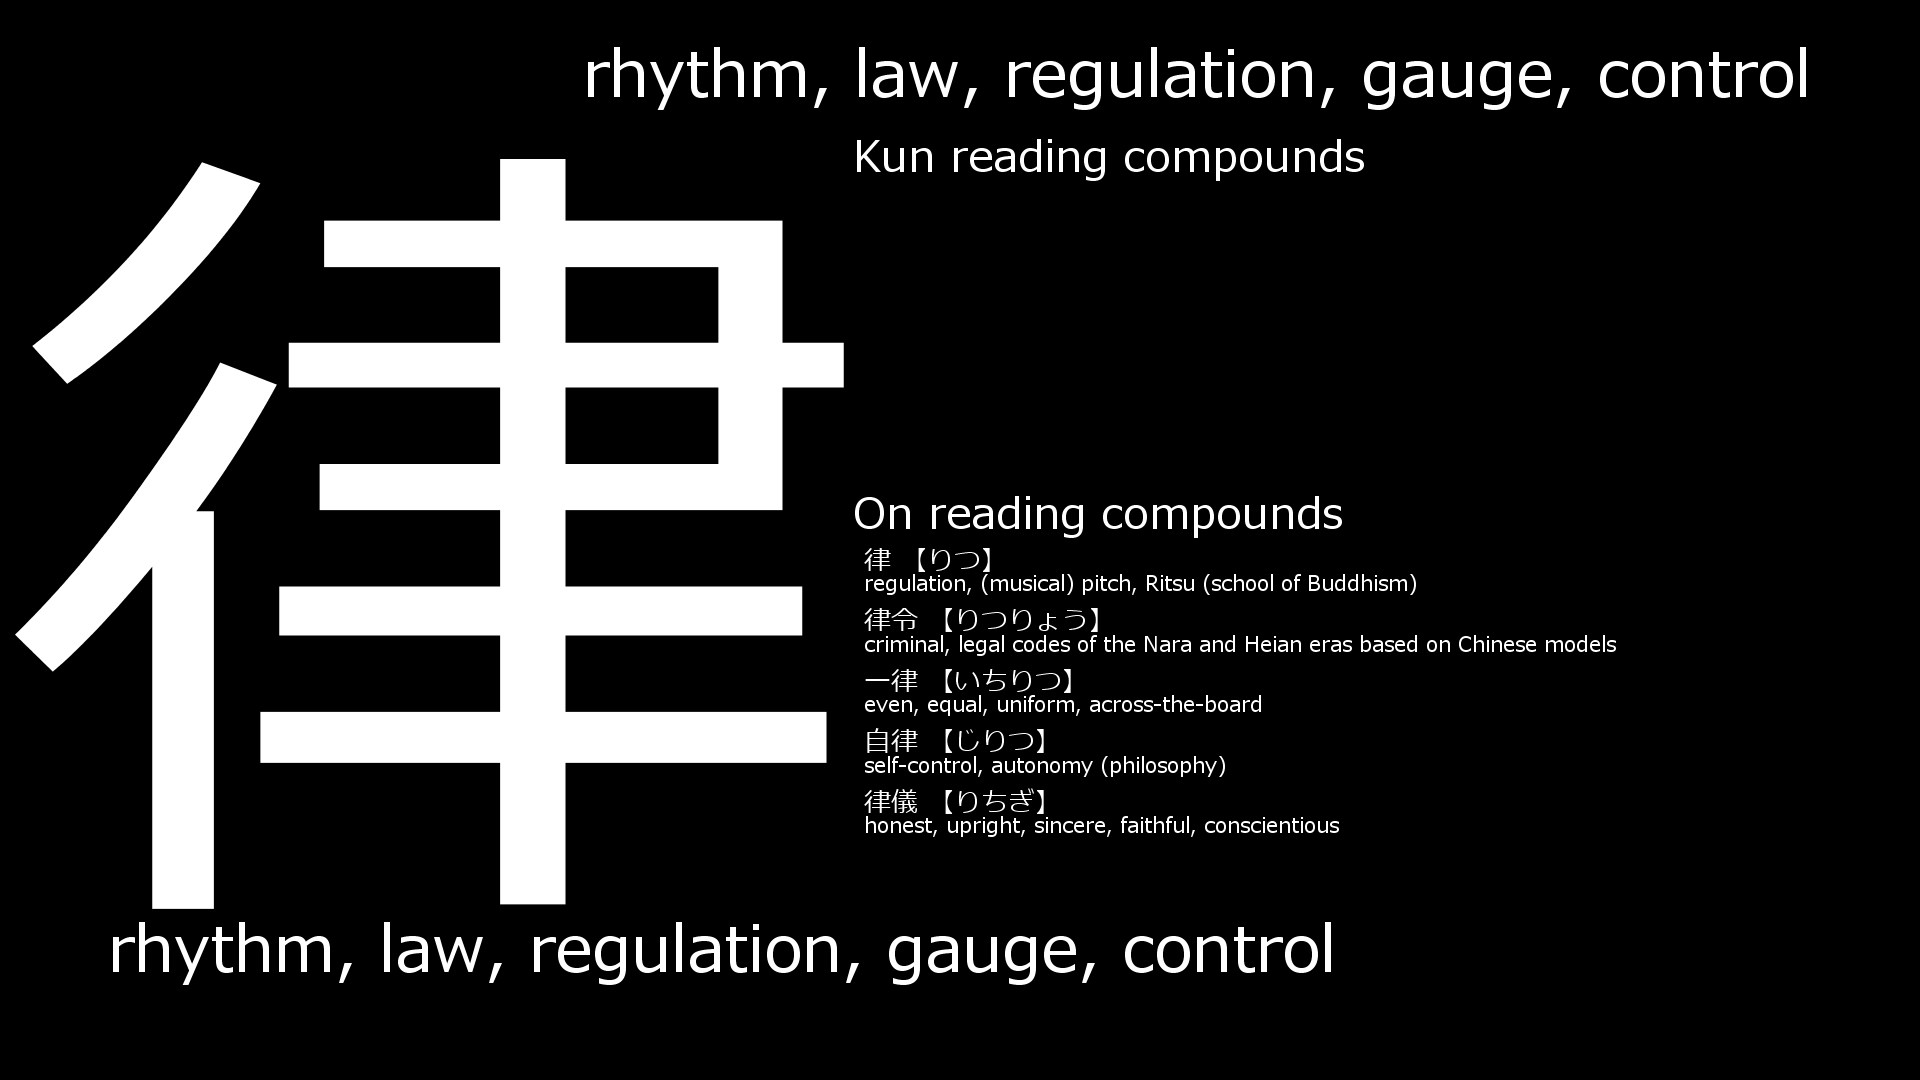 rhythm, law, regulation, gauge, control
Kun reading compounds
律
On reading compounds
律 【りつ】
regulation, (musical) pitch, Ritsu (school of Buddhism)
律令 【りつりょう】
criminal, legal codes of the Nara and Heian eras based on Chinese models
一律 【いちりつ】
even, equal, uniform, across-the-board
自律 【じりつ】
self-control, autonomy (philosophy)
律儀 【りちぎ】
honest, upright, sincere, faithful, conscientious
rhythm, law, regulation, gauge, control